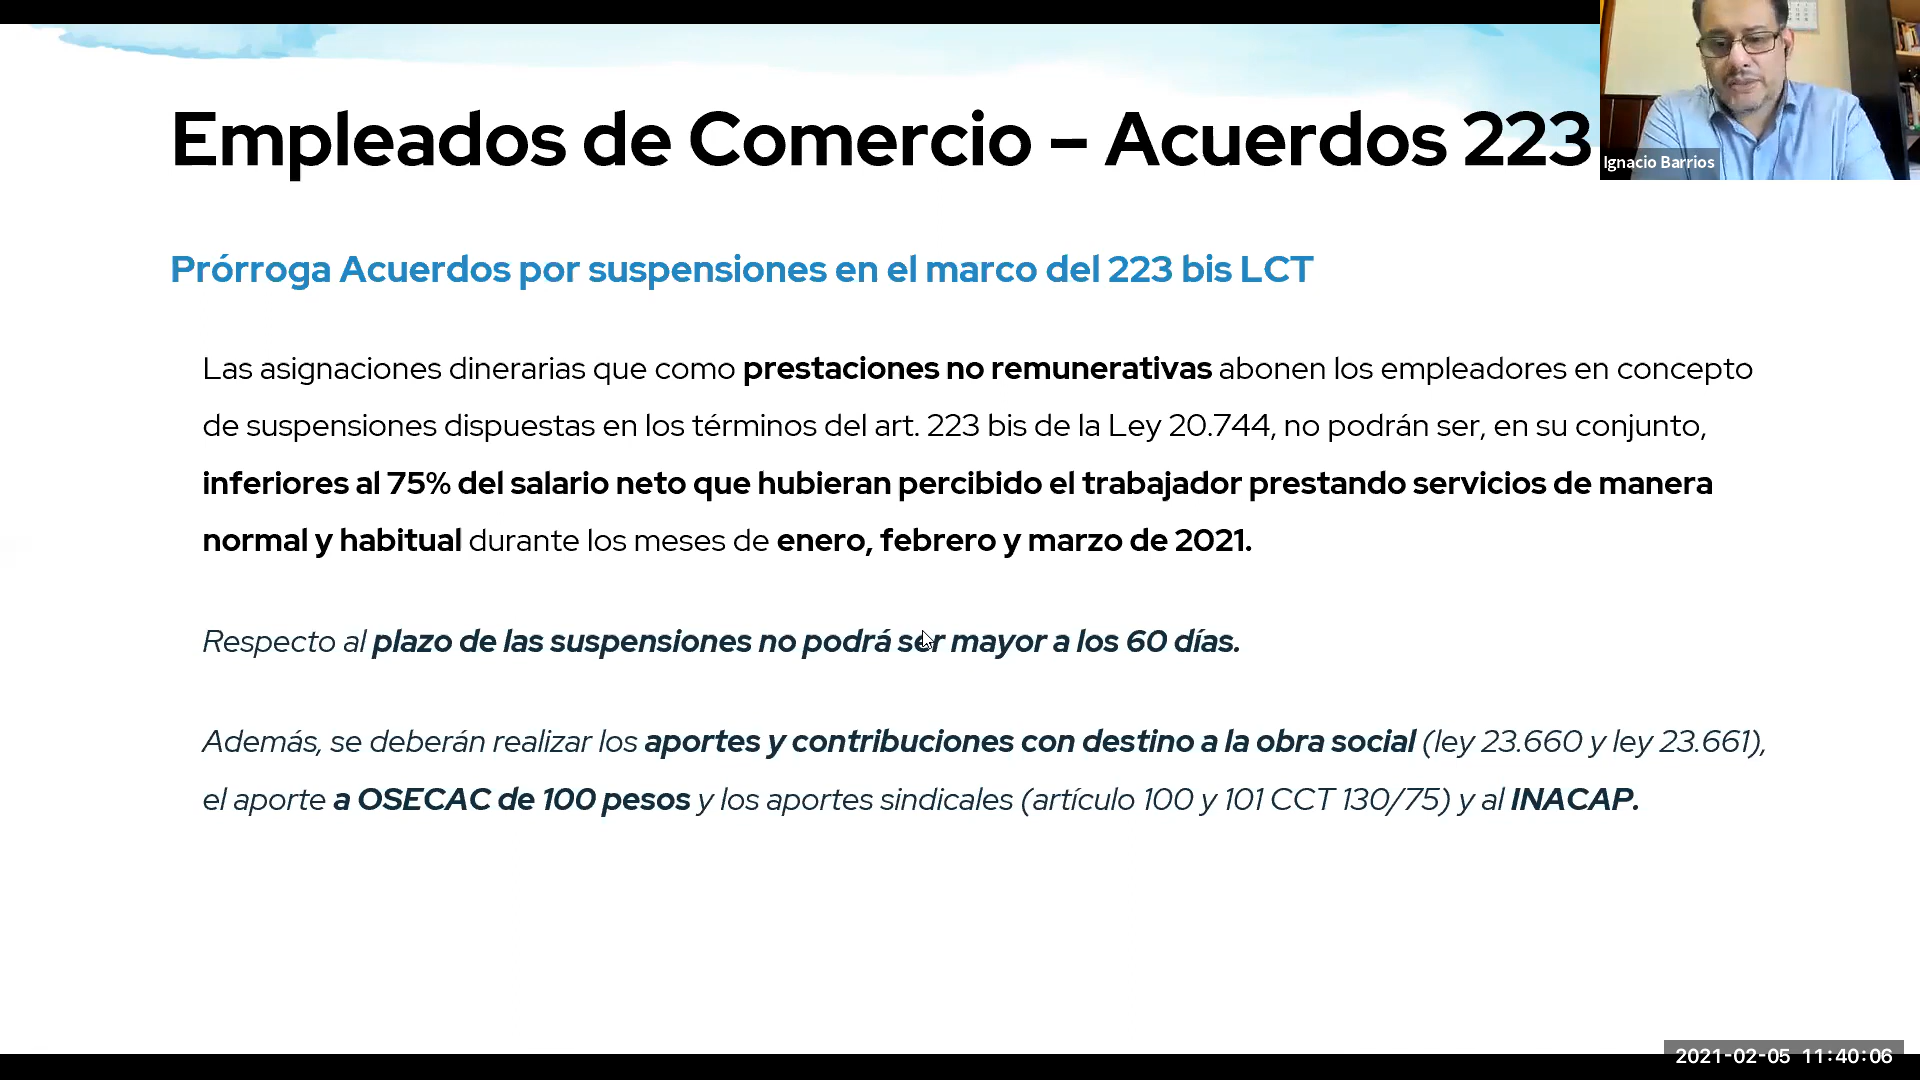 Empleados de Comercio – Acuerdos 223
Ignacio Barrios
Prórroga Acuerdos por suspensiones en el marco del 223 bis LCT
Las asignaciones dinerarias que como prestaciones no remunerativas abonen los empleadores en concepto
de suspensiones dispuestas en los términos del art. 223 bis de la Ley 20.744, no podrán ser, en su conjunto,
inferiores al 75% del salario neto que hubieran percibido el trabajador prestando servicios de manera
normal y habitual durante los meses de enero, febrero y marzo de 2021.
Respecto al plazo de las suspensiones no podrá ser mayor a los 60 días.
Además, se deberán realizar los aportes y contribuciones con destino a la obra social (ley 23.660 y ley 23.661),
el aporte a OSECAC de 100 pesos y los aportes sindicales (artículo 100 y 101 CCT 130/75) y al INACAP.
2021-02-05 11:40:06